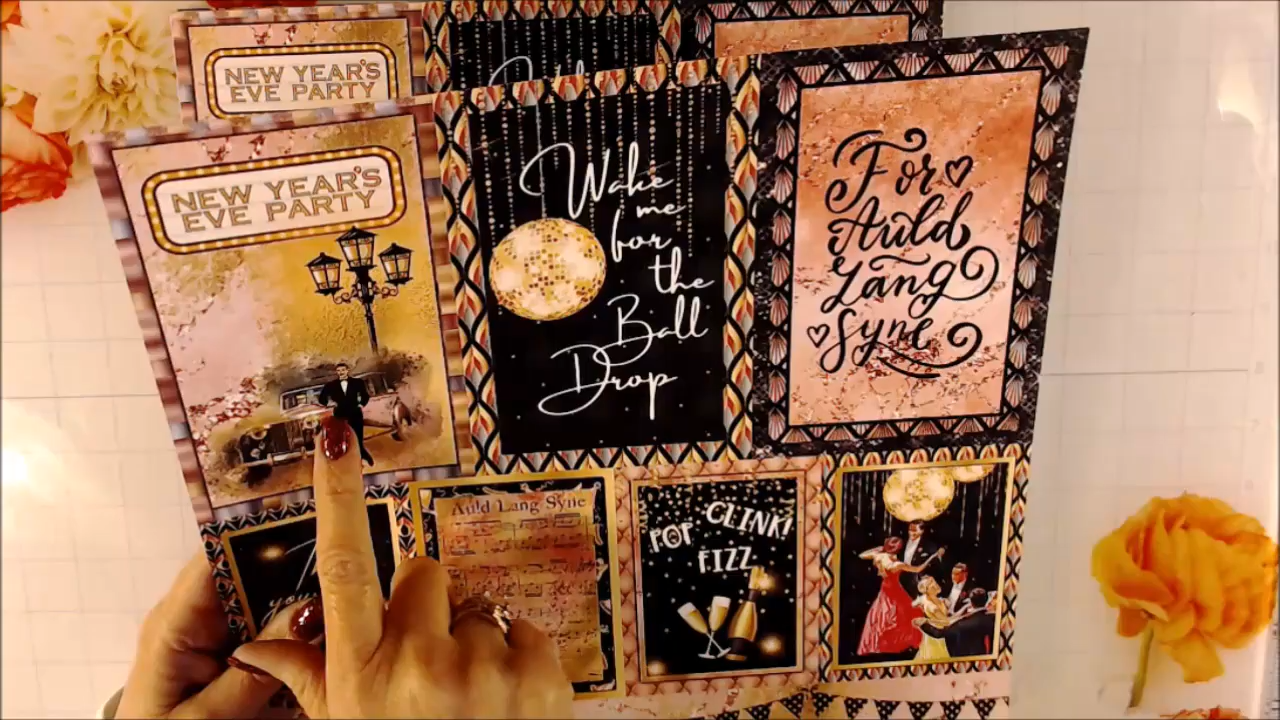 NEW YEAR'S
EVE PARTY
NEW YEAR'S
EVE PARTY
Wake
me
for
the
Ball
Drop
For
Auld
Lang
Syne
you
Auld Lang Syne
POP CLINK!
FIZZ